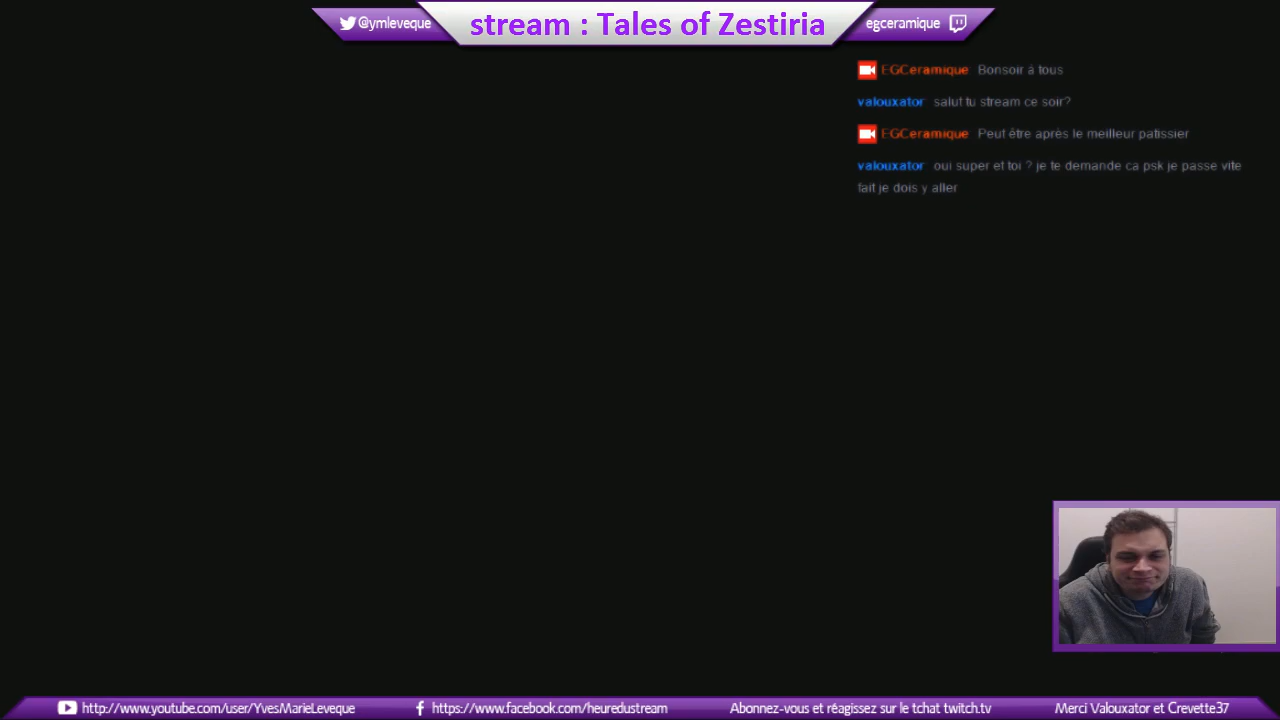 @ymleveque
stream : Tales of Zestiria
egceramique
EGCeramique Bonsoir à tous
valouxator salut tu stream ce soir?
EGCeramique Peut être après le meilleur patissier
valouxator oui super et toi ? je te demande ca psk je passe vite
fait je dois y aller
http://www.youtube.com/user/YvesMarieLeveque
https://www.facebook.com/heuredustream
Abonnez-vous et réagissez sur le tchat twitch.tv
Merci Valouxator et Crevette37